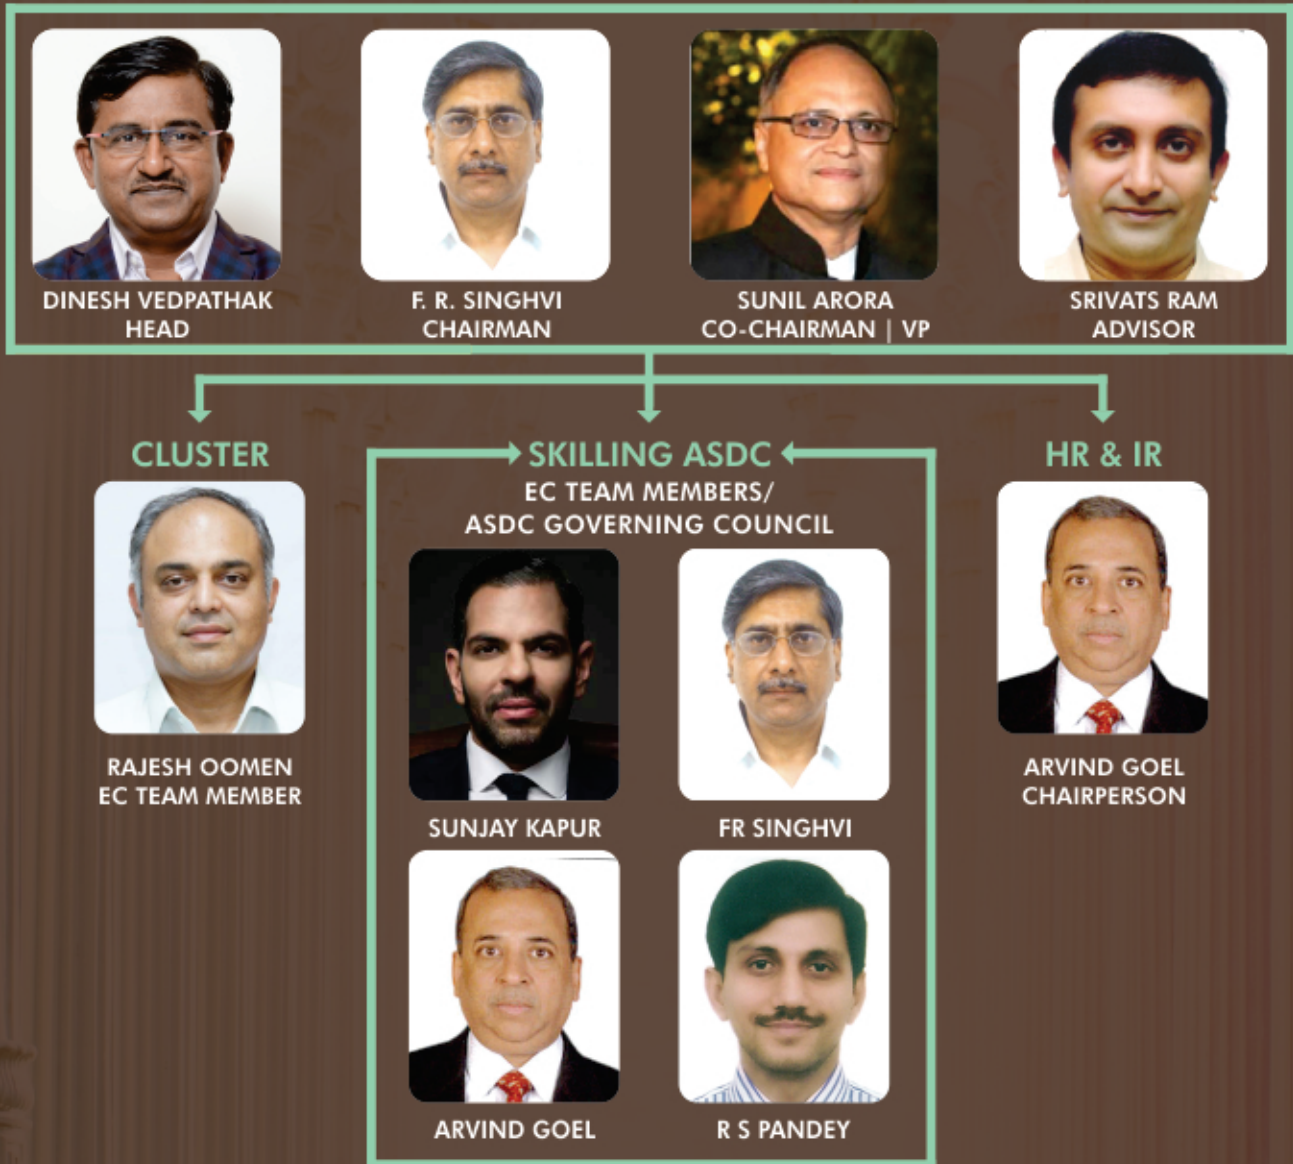 DINESH VEDPATHAK
HEAD
F. R. SINGHVI
CHAIRMAN
SUNIL ARORA
CO-CHAIRMAN | VP
SRIVATS RAM
ADVISOR
CLUSTER
RAJESH OOMEN
EC TEAM MEMBER
SKILLING ASDC
EC TEAM MEMBERS/
ASDC GOVERNING COUNCIL
SUNJAY KAPUR
FR SINGHVI
ARVIND GOEL
R S PANDEY
HR & IR
ARVIND GOEL
CHAIRPERSON